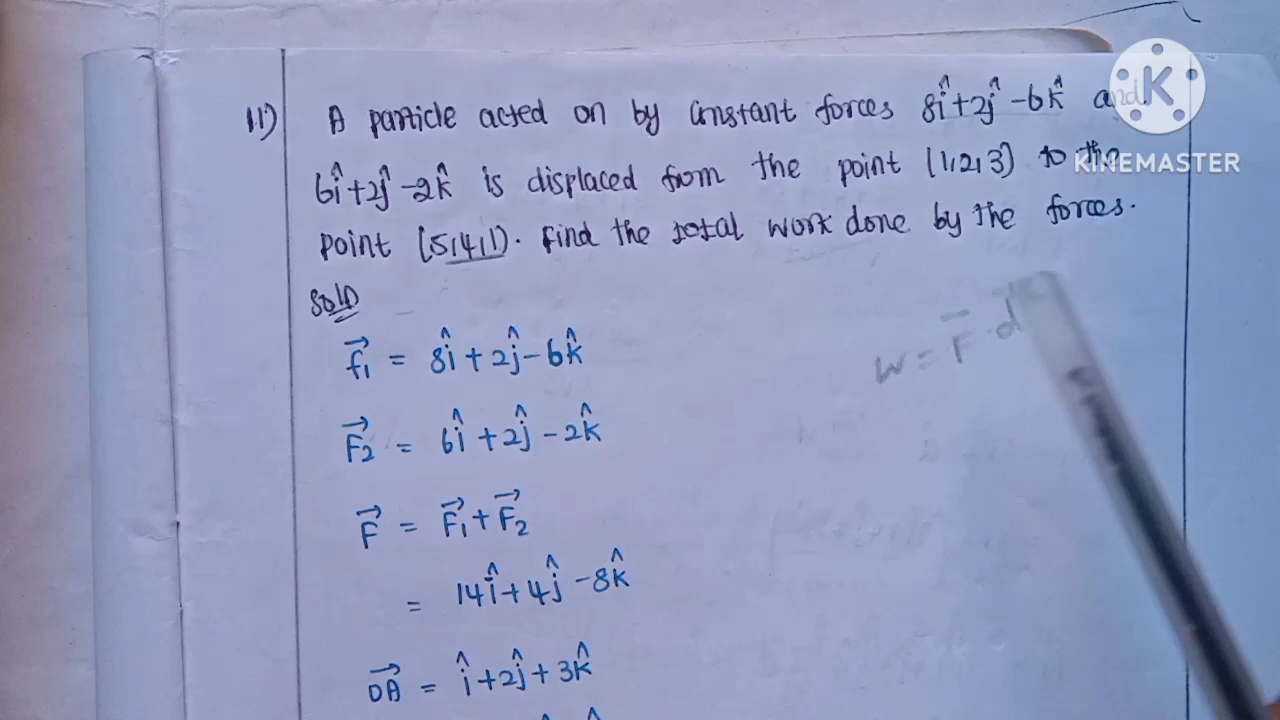 11) A particle acted on by constant forces 8î+2ĵ-6k̂ and
6î+2ĵ-2k̂ is displaced from the point (1,2,3) to the
point (5,4,1). Find the total work done by the forces.
Soln
F⃗₁ = 8î+2ĵ-6k̂
F⃗₂ = 6î+2ĵ-2k̂
F⃗ = F⃗₁+F⃗₂
= 14î+4ĵ-8k̂
O⃗A⃗ = î+2ĵ+3k̂
W = F⃗.d
K
KINEMASTER